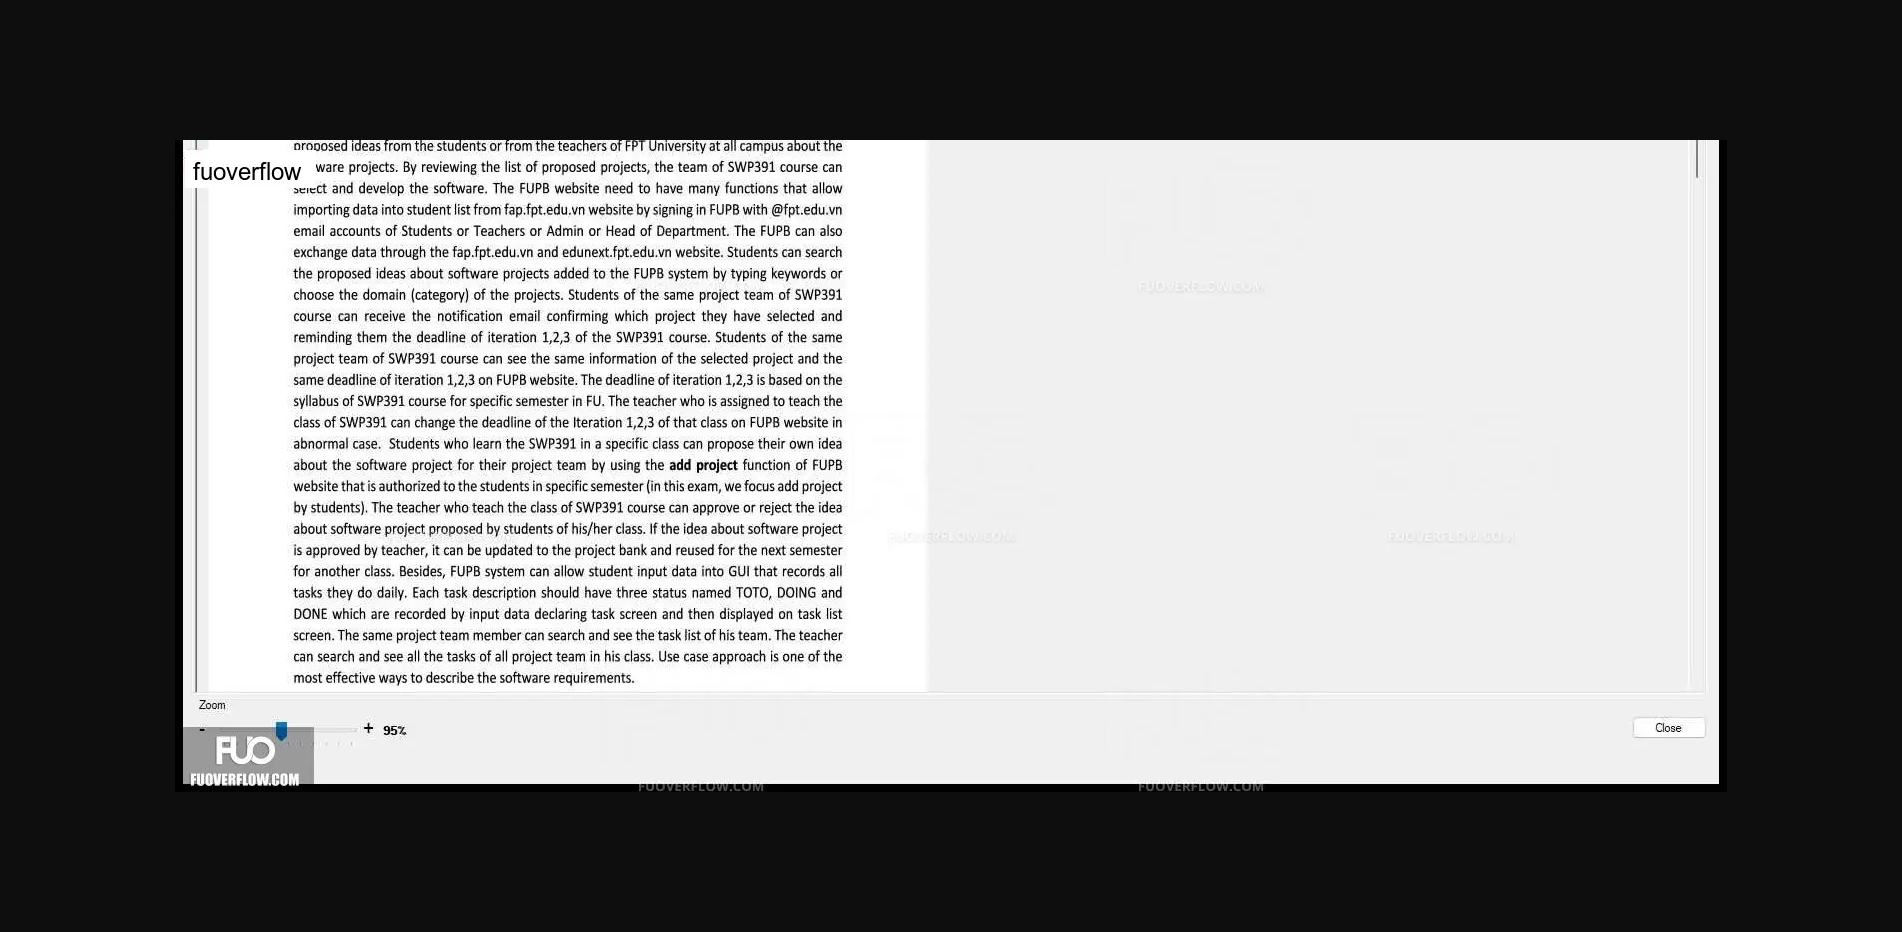 proposed ideas from the students or from the teachers of FPT University at all campus about the
fuoverflow
ware projects. By reviewing the list of proposed projects, the team of SWP391 course can
select and develop the software. The FUPB website need to have many functions that allow
importing data into student list from fap.fpt.edu.vn website by signing in FUPB with @fpt.edu.vn
email accounts of Students or Teachers or Admin or Head of Department. The FUPB can also
exchange data through the fap.fpt.edu.vn and edunext.fpt.edu.vn website. Students can search
the proposed ideas about software projects added to the FUPB system by typing keywords or
choose the domain (category) of the projects. Students of the same project team of SWP391
course can receive the notification email confirming which project they have selected and
reminding them the deadline of iteration 1,2,3 of the SWP391 course. Students of the same
project team of SWP391 course can see the same information of the selected project and the
same deadline of iteration 1,2,3 on FUPB website. The deadline of iteration 1,2,3 is based on the
syllabus of SWP391 course for specific semester in FU. The teacher who is assigned to teach the
class of SWP391 can change the deadline of the Iteration 1,2,3 of that class on FUPB website in
abnormal case. Students who learn the SWP391 in a specific class can propose their own idea
about the software project for their project team by using the add project function of FUPB
website that is authorized to the students in specific semester (in this exam, we focus add project
by students). The teacher who teach the class of SWP391 course can approve or reject the idea
about software project proposed by students of his/her class. If the idea about software project
is approved by teacher, it can be updated to the project bank and reused for the next semester
for another class. Besides, FUPB system can allow student input data into GUI that records all
tasks they do daily. Each task description should have three status named TOTO, DOING and
DONE which are recorded by input data declaring task screen and then displayed on task list
screen. The same project team member can search and see the task list of his team. The teacher
can search and see all the tasks of all project team in his class. Use case approach is one of the
most effective ways to describe the software requirements.
FUOVERFLOW.COM
FUOVERFLOW.COM
FUOVERFLOW.COM
Zoom
- + 95%
Close
FUO
FUOVERFLOW.COM
FUOVERFLOW.COM
FUOVERFLOW.COM